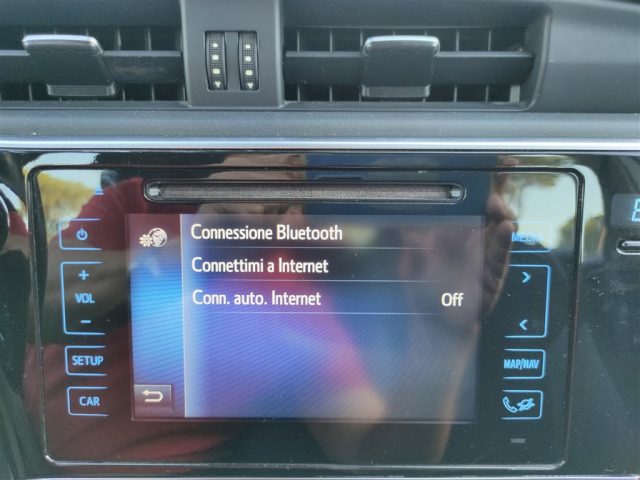 Connessione Bluetooth
MEDIA
Connettimi a Internet
+
VOL
-
Conn. auto. Internet Off
>
<
SETUP
MAP/NAV
CAR